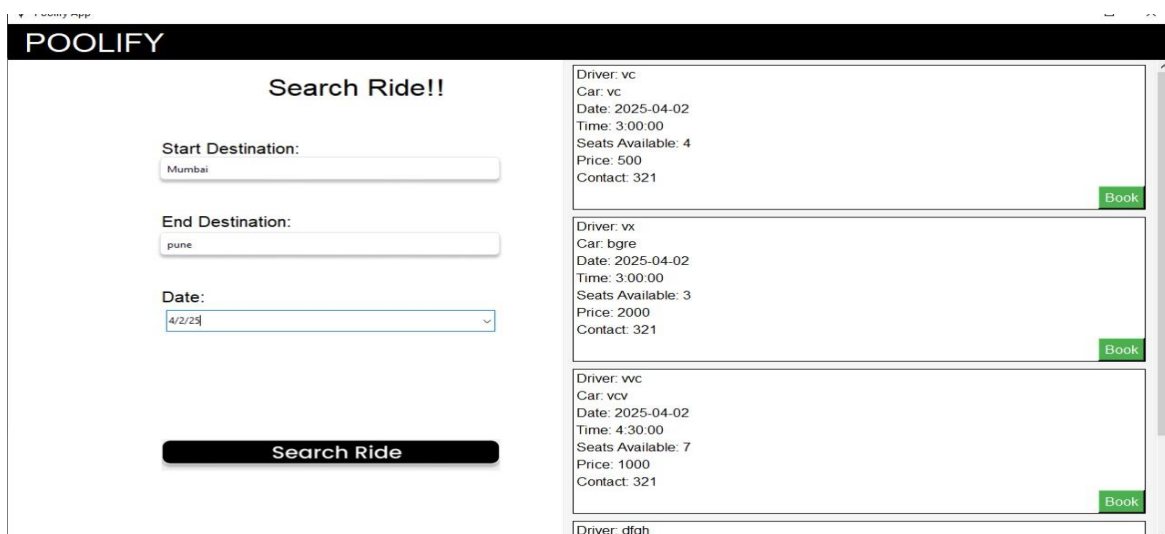 Poolify App
POOLIFY
Search Ride!!
Start Destination:
Mumbai
End Destination:
pune
Date:
4/2/25
Search Ride
Driver: vc
Car: vc
Date: 2025-04-02
Time: 3:00:00
Seats Available: 4
Price: 500
Contact: 321
Book
Driver: vx
Car: bgre
Date: 2025-04-02
Time: 3:00:00
Seats Available: 3
Price: 2000
Contact: 321
Book
Driver: vvc
Car: vcv
Date: 2025-04-02
Time: 4:30:00
Seats Available: 7
Price: 1000
Contact: 321
Book
Driver: dfgh